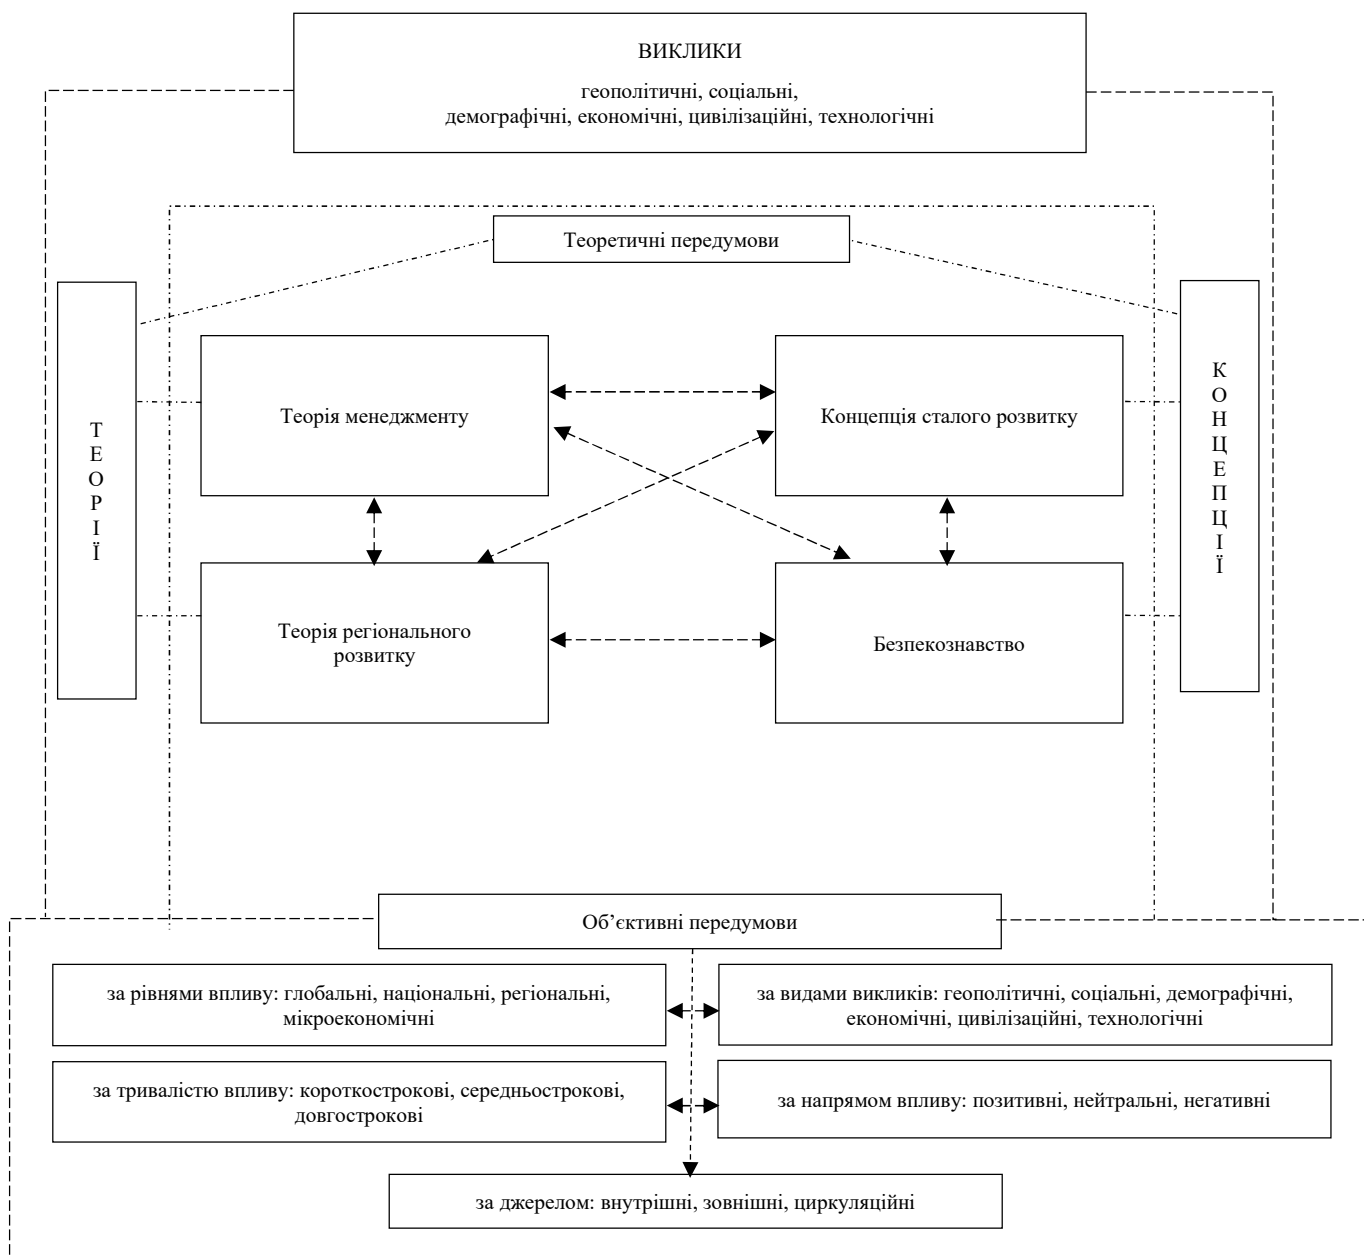 ВИКЛИКИ
геополітичні, соціальні,
демографічні, економічні, цивілізаційні, технологічні
Теоретичні передумови
ТЕОРІЇ
КОНЦЕПЦІЇ
Теорія менеджменту
Концепція сталого розвитку
Теорія регіонального
розвитку
Безпекознавство
Об’єктивні передумови
за рівнями впливу: глобальні, національні, регіональні,
мікроекономічні
за видами викликів: геополітичні, соціальні, демографічні,
економічні, цивілізаційні, технологічні
за тривалістю впливу: короткострокові, середньострокові,
довгострокові
за напрямом впливу: позитивні, нейтральні, негативні
за джерелом: внутрішні, зовнішні, циркуляційні